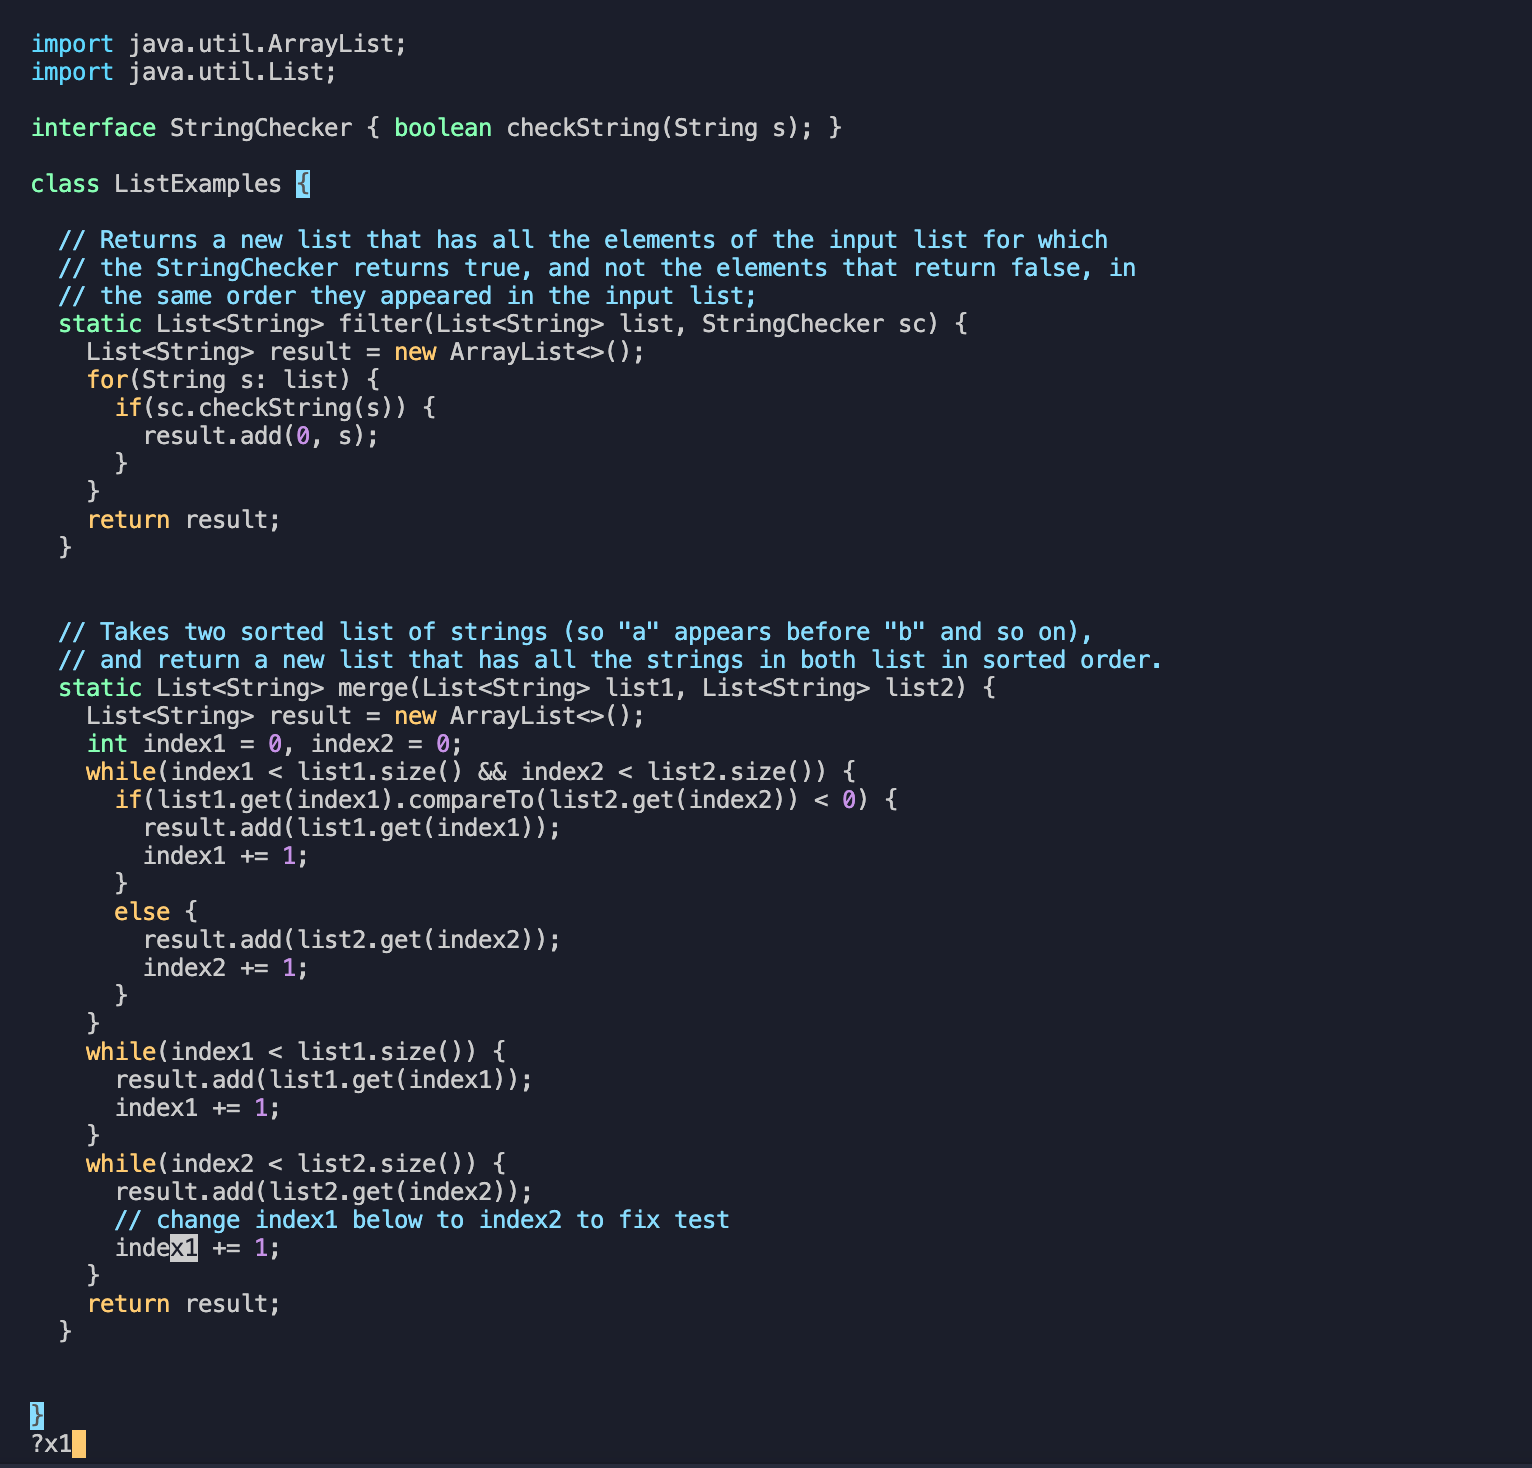 import java.util.ArrayList;
import java.util.List;

interface StringChecker { boolean checkString(String s); }

class ListExamples {

  // Returns a new list that has all the elements of the input list for which
  // the StringChecker returns true, and not the elements that return false, in
  // the same order they appeared in the input list;
  static List<String> filter(List<String> list, StringChecker sc) {
    List<String> result = new ArrayList<>();
    for(String s: list) {
      if(sc.checkString(s)) {
        result.add(0, s);
      }
    }
    return result;
  }


  // Takes two sorted list of strings (so "a" appears before "b" and so on),
  // and return a new list that has all the strings in both list in sorted order.
  static List<String> merge(List<String> list1, List<String> list2) {
    List<String> result = new ArrayList<>();
    int index1 = 0, index2 = 0;
    while(index1 < list1.size() && index2 < list2.size()) {
      if(list1.get(index1).compareTo(list2.get(index2)) < 0) {
        result.add(list1.get(index1));
        index1 += 1;
      }
      else {
        result.add(list2.get(index2));
        index2 += 1;
      }
    }
    while(index1 < list1.size()) {
      result.add(list1.get(index1));
      index1 += 1;
    }
    while(index2 < list2.size()) {
      result.add(list2.get(index2));
      // change index1 below to index2 to fix test
      index1 += 1;
    }
    return result;
  }


}
?x1